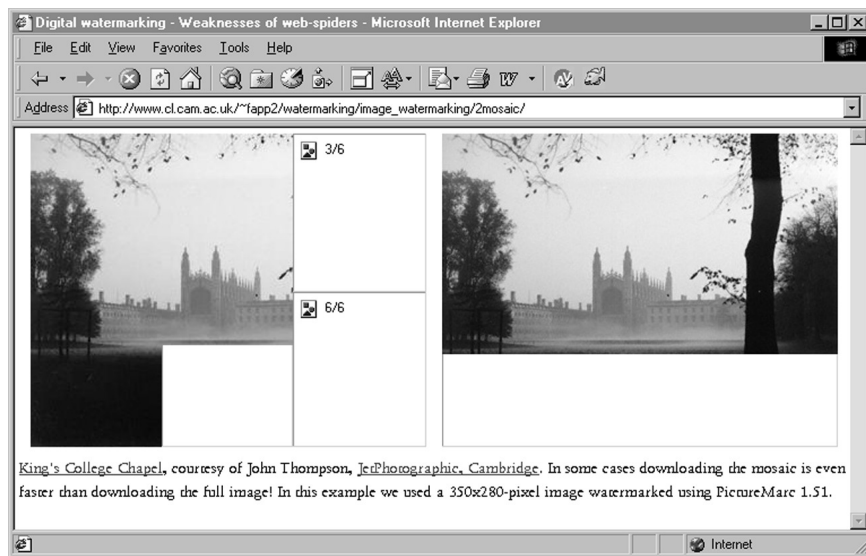 Digital watermarking - Weaknesses of web-spiders - Microsoft Internet Explorer
File Edit View Favorites Tools Help
Address http://www.cl.cam.ac.uk/~fapp2/watermarking/image_watermarking/2mosaic/
3/6
6/6
King's College Chapel, courtesy of John Thompson, JetPhotographic, Cambridge. In some cases downloading the mosaic is even
faster than downloading the full image! In this example we used a 350x280-pixel image watermarked using PictureMarc 1.51.
Internet